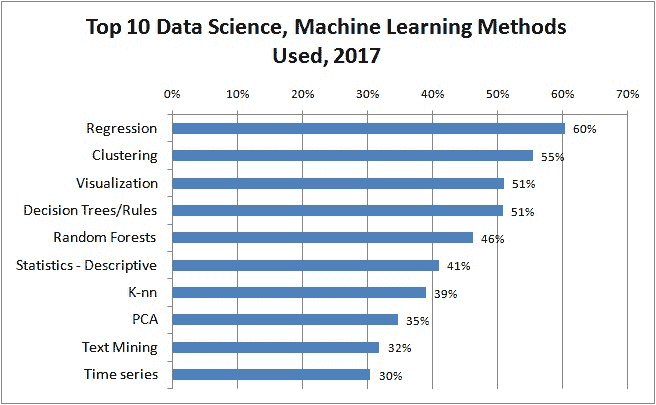 Top 10 Data Science, Machine Learning Methods
Used, 2017
0% 10% 20% 30% 40% 50% 60% 70%
Regression 60%
Clustering 55%
Visualization 51%
Decision Trees/Rules 51%
Random Forests 46%
Statistics - Descriptive 41%
K-nn 39%
PCA 35%
Text Mining 32%
Time series 30%